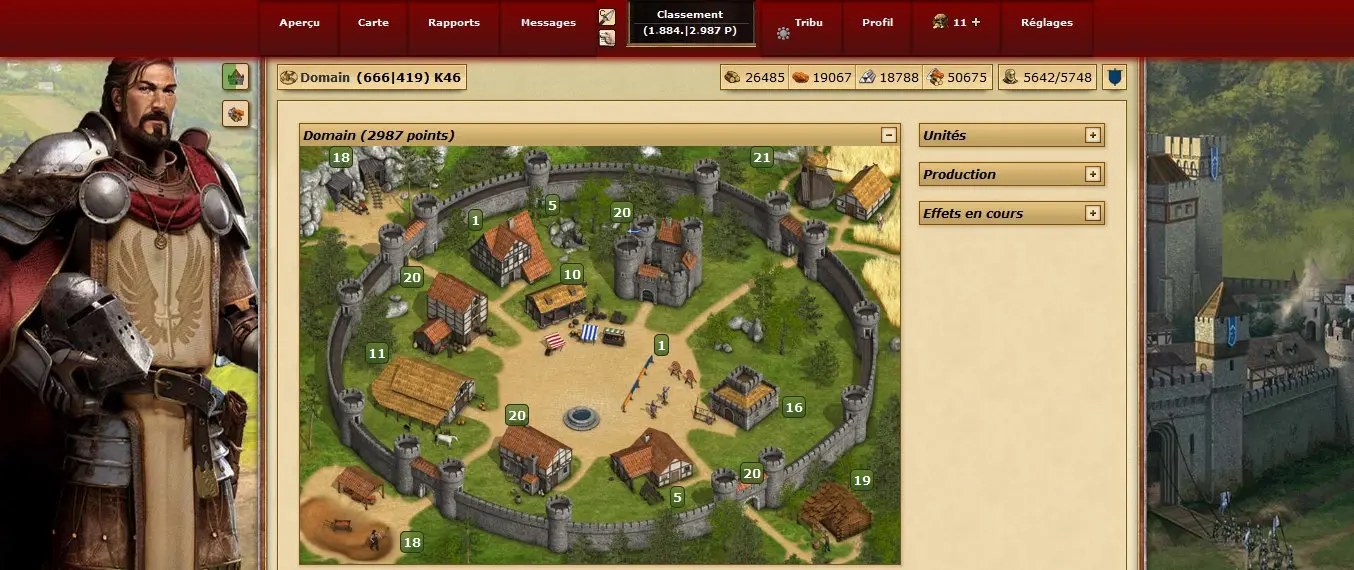 Aperçu
Carte
Rapports
Messages
Classement
(1.884.|2.987 P)
Tribu
Profil
11 +
Réglages
Domain (666|419) K46
26485
19067
18788
50675
5642/5748
Domain (2987 points)
18
21
1
5
20
20
10
11
1
20
16
20
5
19
18
Unités
Production
Effets en cours